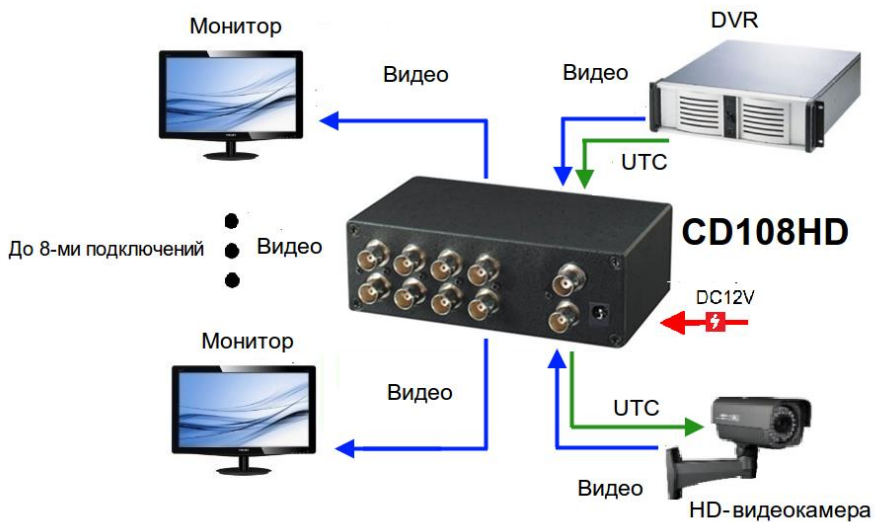 DVR
Монитор
Видео
Видео
UTC
CD108HD
До 8-ми подключений
Видео
DC12V
Монитор
Видео
UTC
Видео
HD-видеокамера